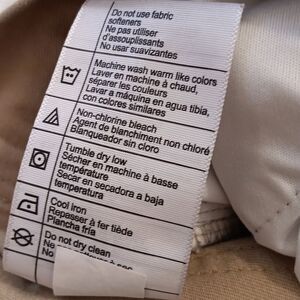 Do not use fabric
softeners
Ne pas utiliser
d'assouplissants
No usar suavizantes
Machine wash warm like colors
Laver en machine à chaud,
séparer les couleurs
Lavar a máquina en agua tibia,
con colores similares
Non-chlorine bleach
Agent de blanchiment non chloré
Blanqueador sin cloro
Tumble dry low
Sécher en machine à basse
température
Secar en secadora a baja
temperatura
Cool iron
Repasser à fer tiède
Plancha fría
Do not dry clean